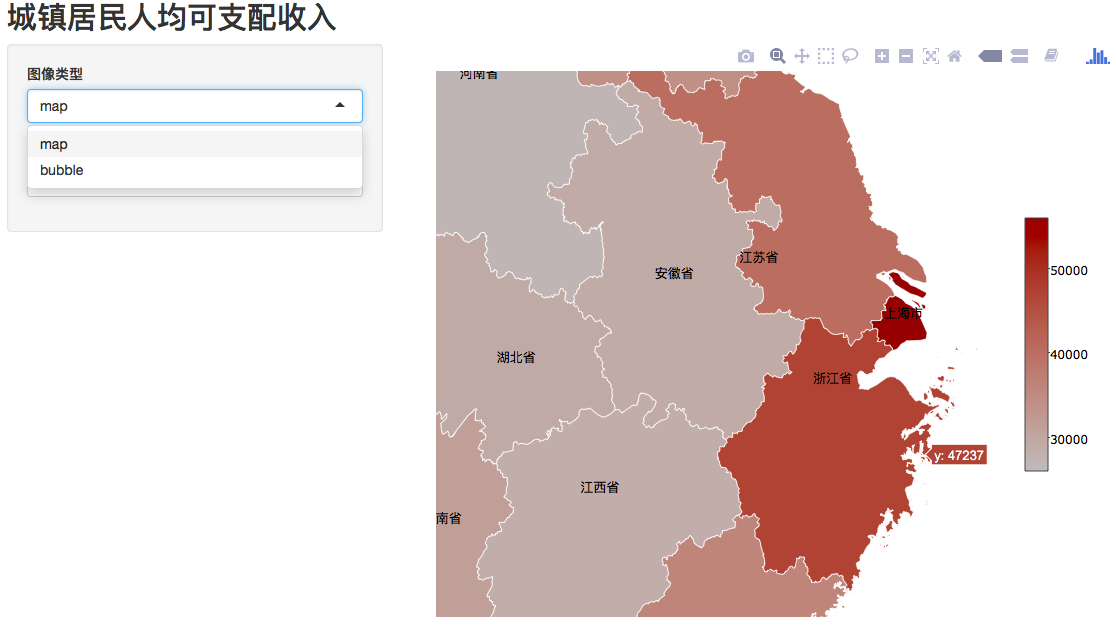 城镇居民人均可支配收入
图像类型
map
map
bubble
河南省
江苏省
安徽省
上海市
湖北省
浙江省
江西省
南省
y: 47237
50000
40000
30000